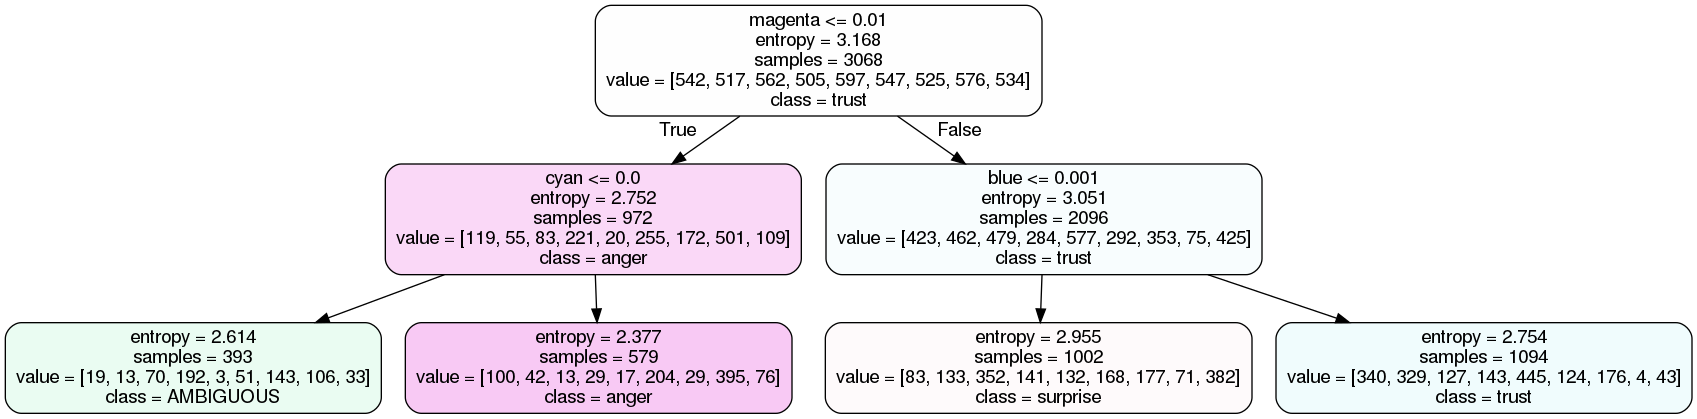 magenta <= 0.01
entropy = 3.168
samples = 3068
value = [542, 517, 562, 505, 597, 547, 525, 576, 534]
class = trust
True
False
cyan <= 0.0
entropy = 2.752
samples = 972
value = [119, 55, 83, 221, 20, 255, 172, 501, 109]
class = anger
blue <= 0.001
entropy = 3.051
samples = 2096
value = [423, 462, 479, 284, 577, 292, 353, 75, 425]
class = trust
entropy = 2.614
samples = 393
value = [19, 13, 70, 192, 3, 51, 143, 106, 33]
class = AMBIGUOUS
entropy = 2.377
samples = 579
value = [100, 42, 13, 29, 17, 204, 29, 395, 76]
class = anger
entropy = 2.955
samples = 1002
value = [83, 133, 352, 141, 132, 168, 177, 71, 382]
class = surprise
entropy = 2.754
samples = 1094
value = [340, 329, 127, 143, 445, 124, 176, 4, 43]
class = trust